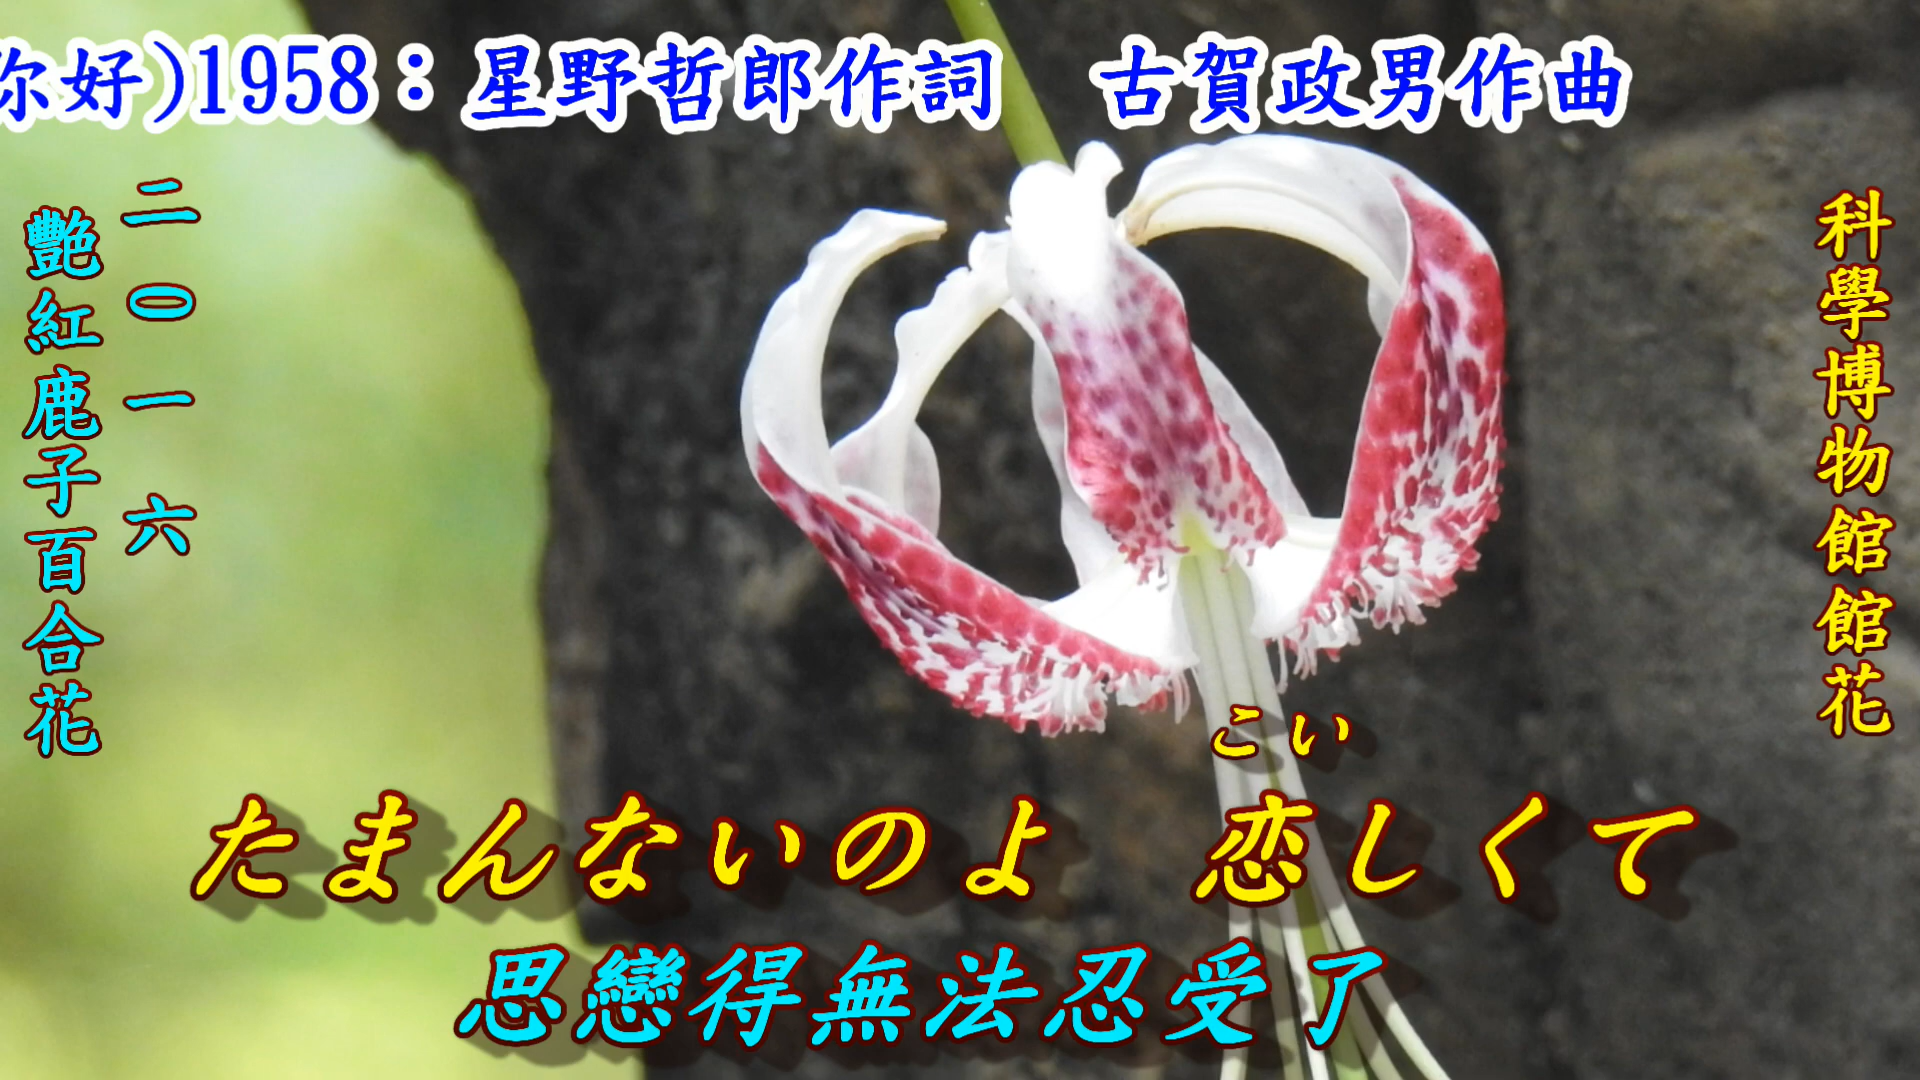 你好)1958：星野哲郎作詞　古賀政男作曲
二〇一六
艷紅鹿子百合花
科學博物館館花
こい
たまんないのよ　恋しくて
思戀得無法忍受了